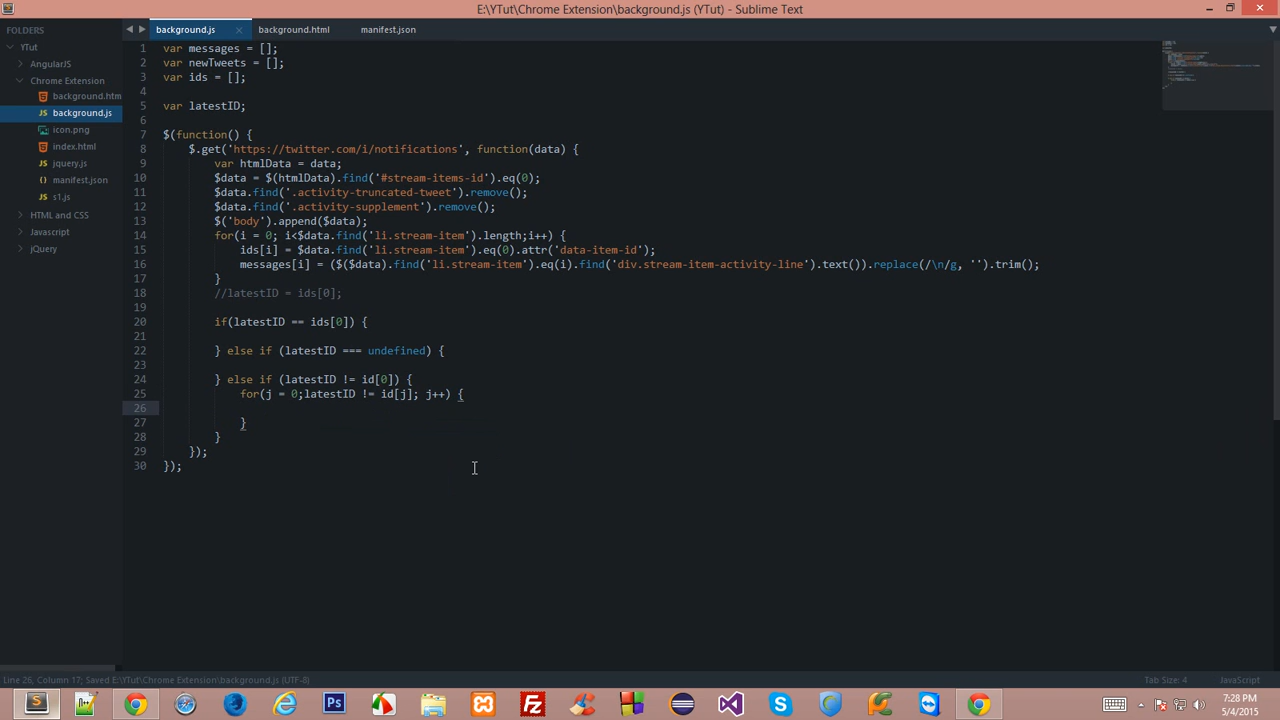 E:\YTut\Chrome Extension\background.js (YTut) - Sublime Text
FOLDERS
YTut
AngularJS
Chrome Extension
background.htm
background.js
icon.png
index.html
jquery.js
manifest.json
s1.js
HTML and CSS
Javascript
jQuery
background.js × background.html manifest.json
1 var messages = [];
2 var newTweets = [];
3 var ids = [];
4
5 var latestID;
6
7 $(function() {
8 $.get('https://twitter.com/i/notifications', function(data) {
9 var htmlData = data;
10 $data = $(htmlData).find('#stream-items-id').eq(0);
11 $data.find('.activity-truncated-tweet').remove();
12 $data.find('.activity-supplement').remove();
13 $('body').append($data);
14 for(i = 0; i<$data.find('li.stream-item').length;i++) {
15 ids[i] = $data.find('li.stream-item').eq(0).attr('data-item-id');
16 messages[i] = ($($data).find('li.stream-item').eq(i).find('div.stream-item-activity-line').text()).replace(/\n/g, '').trim();
17 }
18 //latestID = ids[0];
19
20 if(latestID == ids[0]) {
21
22 } else if (latestID === undefined) {
23
24 } else if (latestID != id[0]) {
25 for(j = 0;latestID != id[j]; j++) {
26
27 }
28 }
29 });
30 });
Line 26, Column 17; Saved E:\YTut\Chrome Extension\background.js (UTF-8)
Tab Size: 4
JavaScript
7:28 PM
5/4/2015